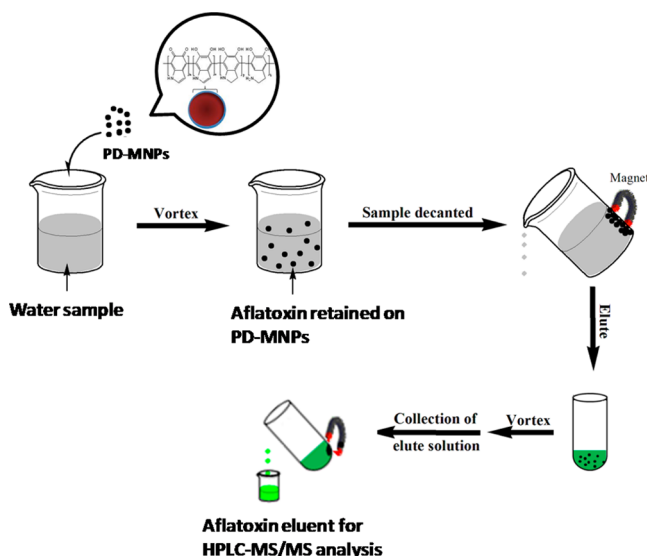 PD-MNPs
Vortex
Sample decanted
Magnet
Water sample
Aflatoxin retained on
PD-MNPs
Elute
Vortex
Collection of
elute solution
Aflatoxin eluent for
HPLC-MS/MS analysis